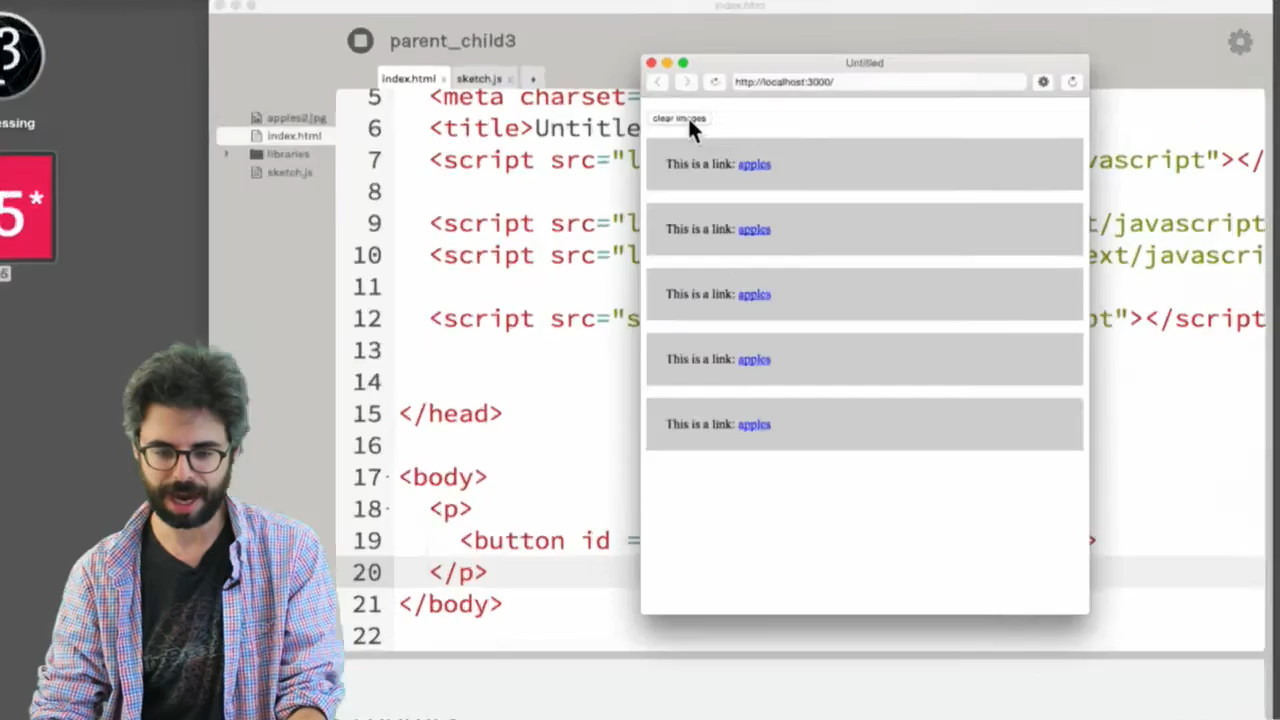 index.html
3
parent_child3
Untitled
index.html ×
sketch.js ×
http://localhost:3000/
5 <meta charset=
clear images
apples2.jpg
essing
6 <title>Untitle
index.html
7 <script src="l
vascript"></
This is a link: apples
libraries
sketch.js
8
5*
9 <script src="l
t/javascript
This is a link: apples
10 <script src="l
ext/javascri
11
This is a link: apples
12 <script src="s
pt"></script
13
This is a link: apples
14
15 </head>
This is a link: apples
16
17 <body>
18 <p>
19 <button id =
>
20 </p>
21 </body>
22